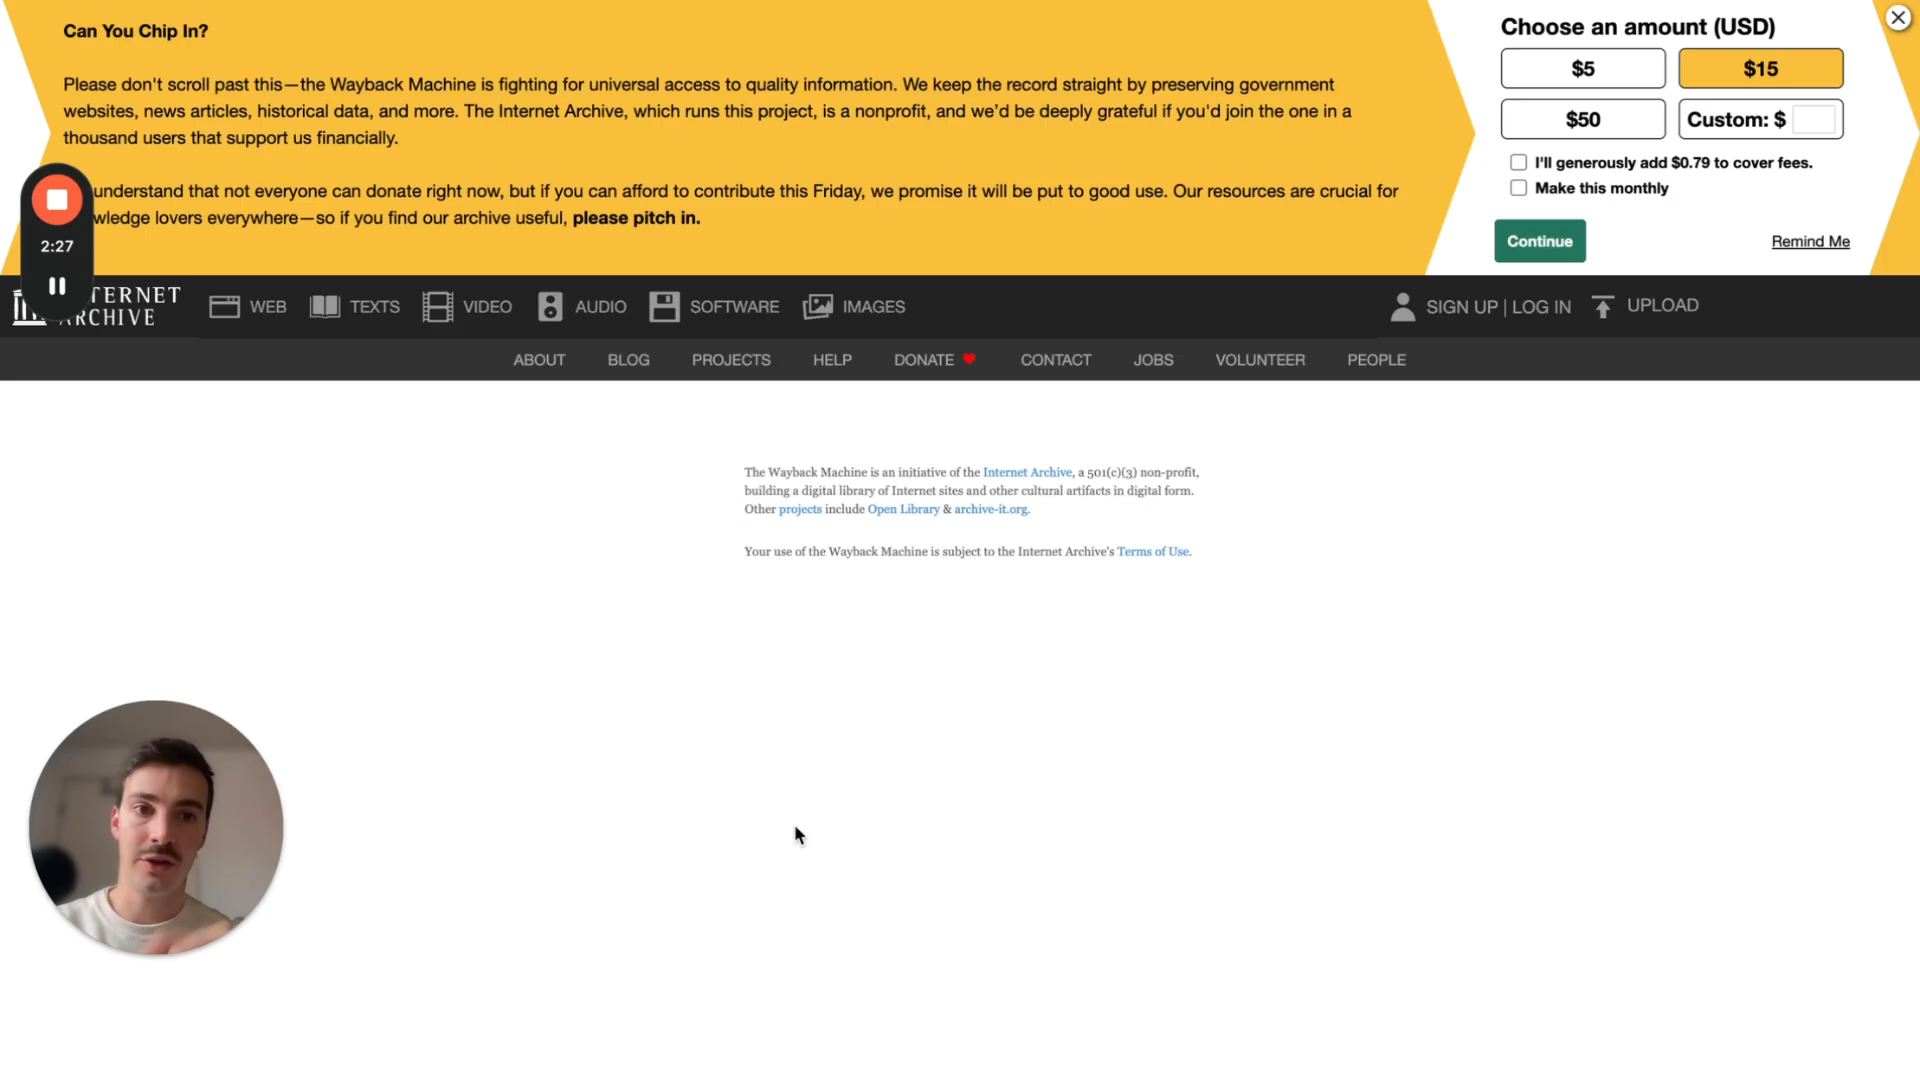 Can You Chip In?
Please don't scroll past this—the Wayback Machine is fighting for universal access to quality information. We keep the record straight by preserving government
websites, news articles, historical data, and more. The Internet Archive, which runs this project, is a nonprofit, and we'd be deeply grateful if you'd join the one in a
thousand users that support us financially.
understand that not everyone can donate right now, but if you can afford to contribute this Friday, we promise it will be put to good use. Our resources are crucial for
wledge lovers everywhere—so if you find our archive useful, please pitch in.
Choose an amount (USD)
$5
$15
$50
Custom: $
I'll generously add $0.79 to cover fees.
Make this monthly
Continue
Remind Me
2:27
TERNET
ARCHIVE
WEB
TEXTS
VIDEO
AUDIO
SOFTWARE
IMAGES
SIGN UP | LOG IN
UPLOAD
ABOUT
BLOG
PROJECTS
HELP
DONATE
CONTACT
JOBS
VOLUNTEER
PEOPLE
The Wayback Machine is an initiative of the Internet Archive, a 501(c)(3) non-profit,
building a digital library of Internet sites and other cultural artifacts in digital form.
Other projects include Open Library & archive-it.org.
Your use of the Wayback Machine is subject to the Internet Archive's Terms of Use.